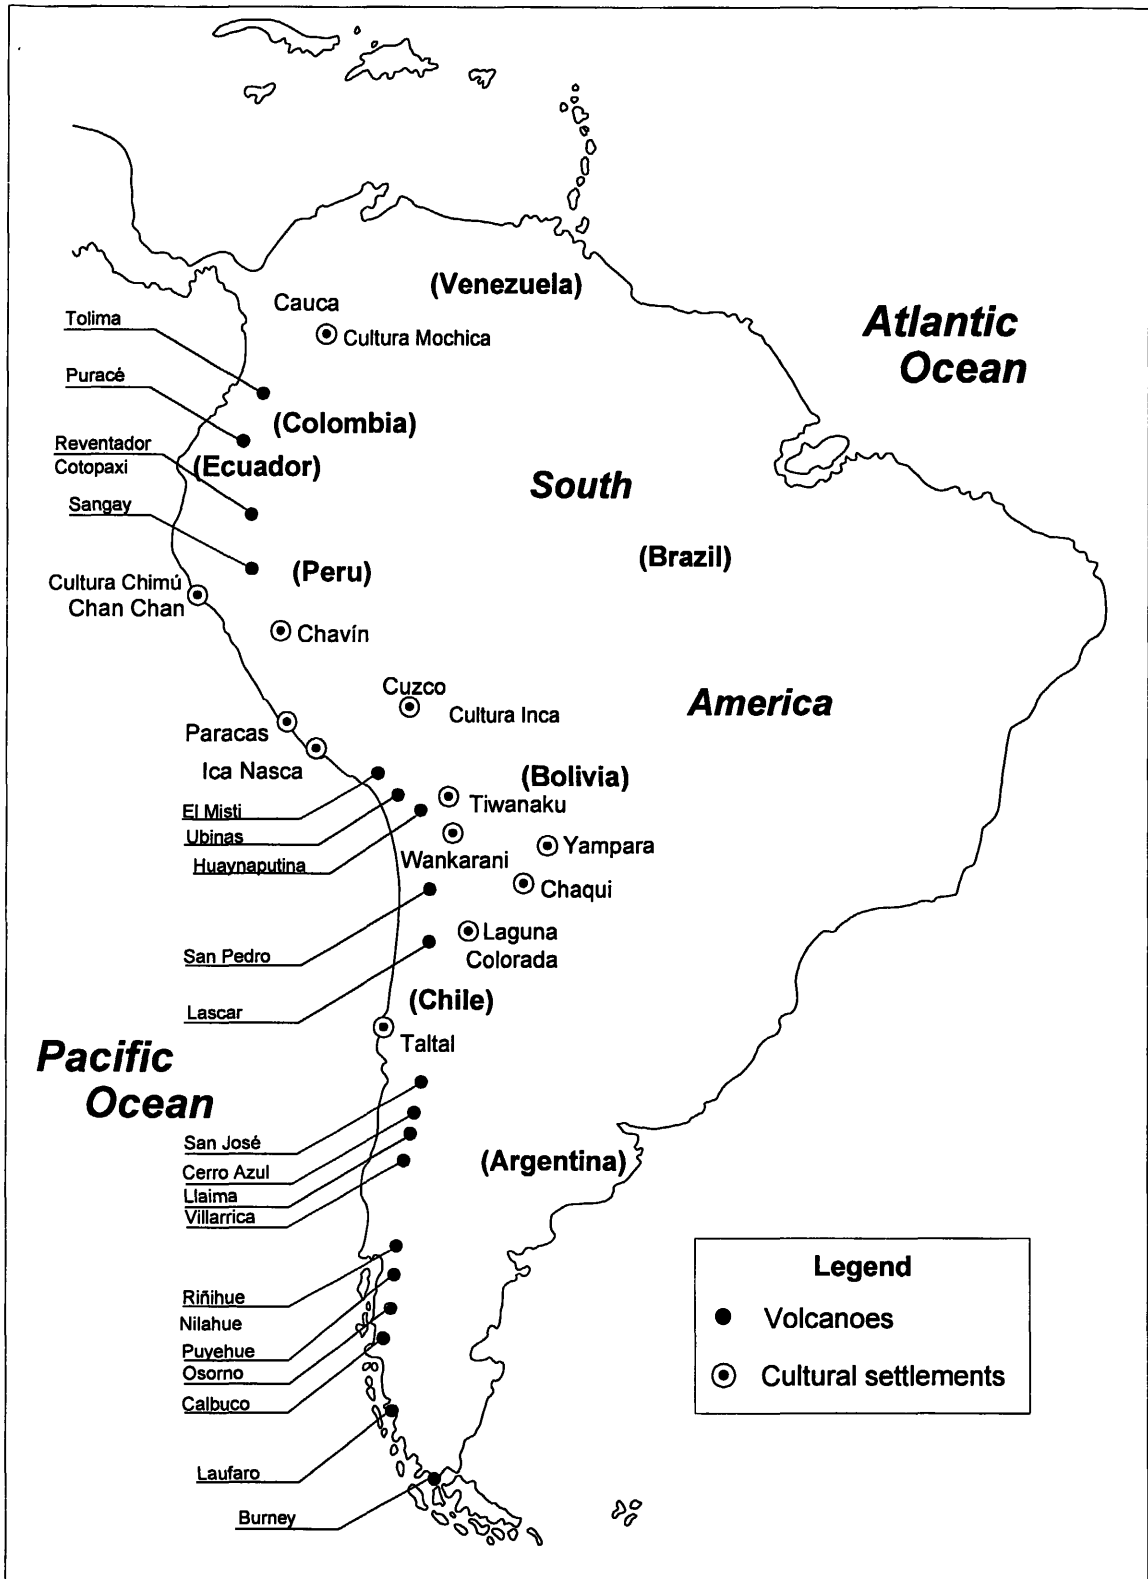 (Venezuela)
Cauca
Cultura Mochica
Atlantic
Ocean
Tolima
Puracé
(Colombia)
Reventador
Cotopaxi
(Ecuador)
South
Sangay
(Brazil)
(Peru)
Cultura Chimú
Chan Chan
Chavín
Cuzco
Cultura Inca
America
Paracas
Ica Nasca
(Bolivia)
Tiwanaku
El Misti
Ubinas
Huaynaputina
Wankarani
Yampara
Chaqui
Laguna
Colorada
San Pedro
(Chile)
Lascar
Taltal
Pacific
Ocean
San José
Cerro Azul
Llaima
Villarrica
(Argentina)
Riñihue
Nilahue
Puyehue
Osorno
Calbuco
Laufaro
Burney
Legend
Volcanoes
Cultural settlements